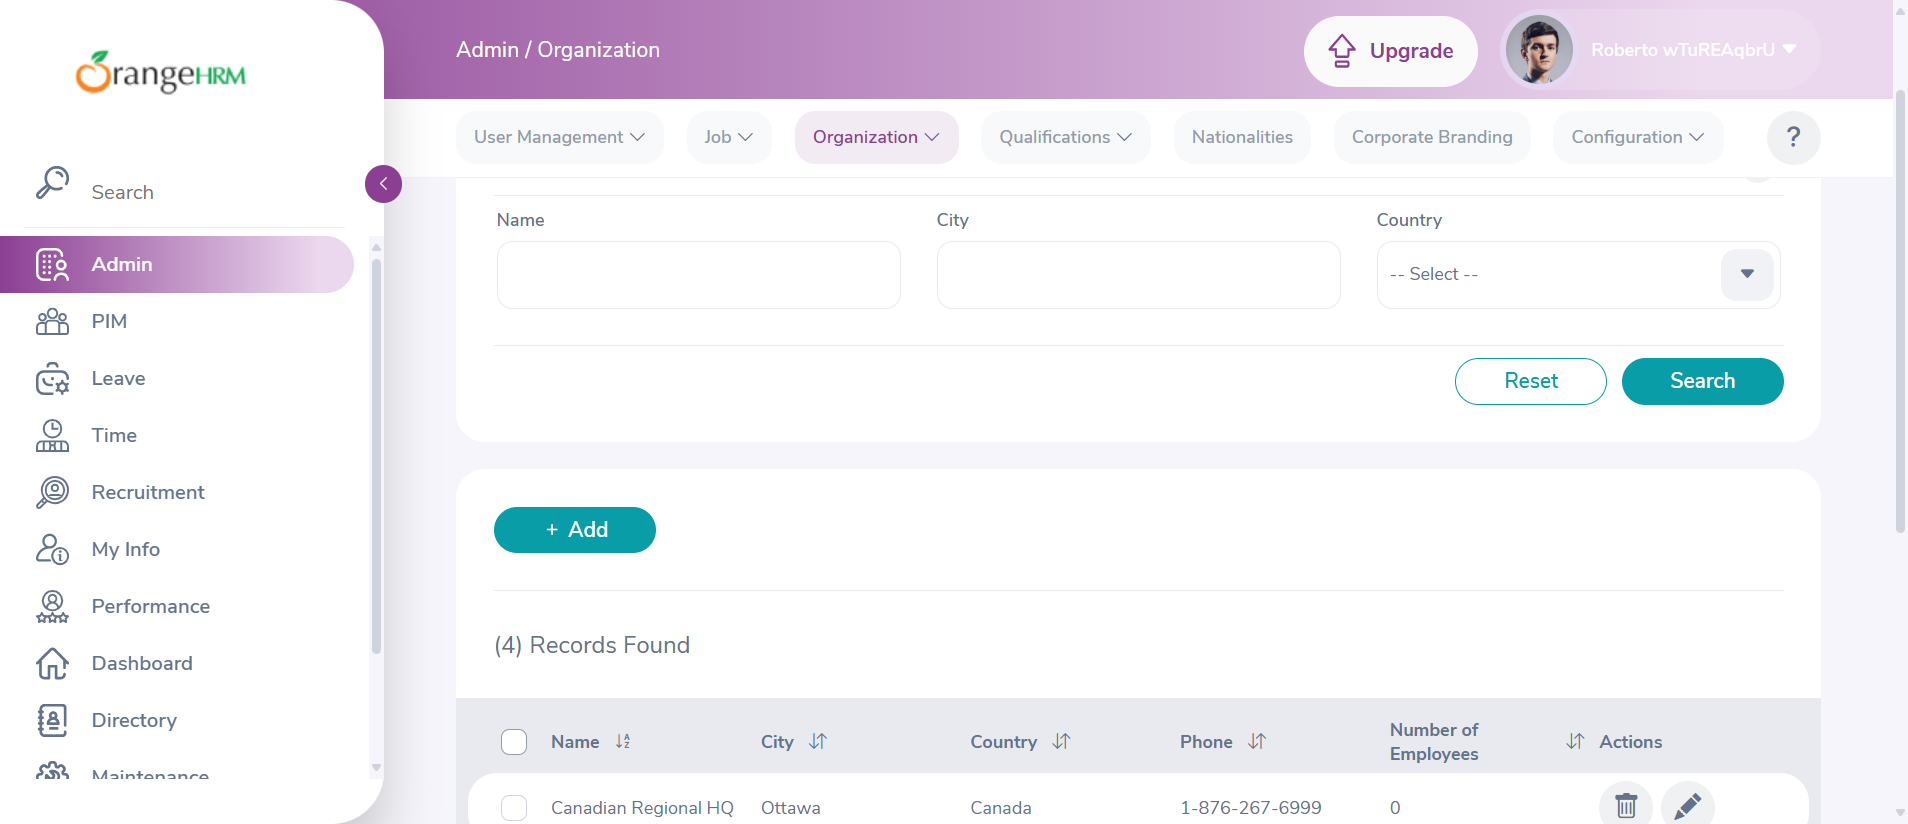 OrangeHRM
Search
Admin
PIM
Leave
Time
Recruitment
My Info
Performance
Dashboard
Directory
Maintenance
Admin / Organization
Upgrade
Roberto wTuREAqbrU
User Management
Job
Organization
Qualifications
Nationalities
Corporate Branding
Configuration
?
Name
City
Country
-- Select --
Reset
Search
+ Add
(4) Records Found
Name
City
Country
Phone
Number of
Employees
Actions
Canadian Regional HQ
Ottawa
Canada
1-876-267-6999
0